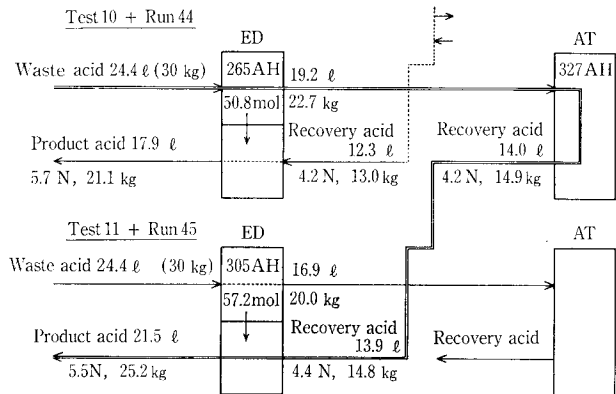 Test10 + Run 44
ED
AT
Waste acid 24.4 ℓ (30 kg)
265AH
19.2 ℓ
327AH
50.8mol
22.7 kg
Product acid 17.9 ℓ
Recovery acid
Recovery acid
12.3 ℓ
14.0 ℓ
5.7 N, 21.1 kg
4.2 N, 13.0 kg
4.2 N, 14.9 kg
Test11 + Run 45
ED
AT
Waste acid 24.4 ℓ (30 kg)
305AH
16.9 ℓ
57.2mol
20.0 kg
Product acid 21.5 ℓ
Recovery acid
Recovery acid
13.9 ℓ
5.5N, 25.2 kg
4.4 N, 14.8 kg